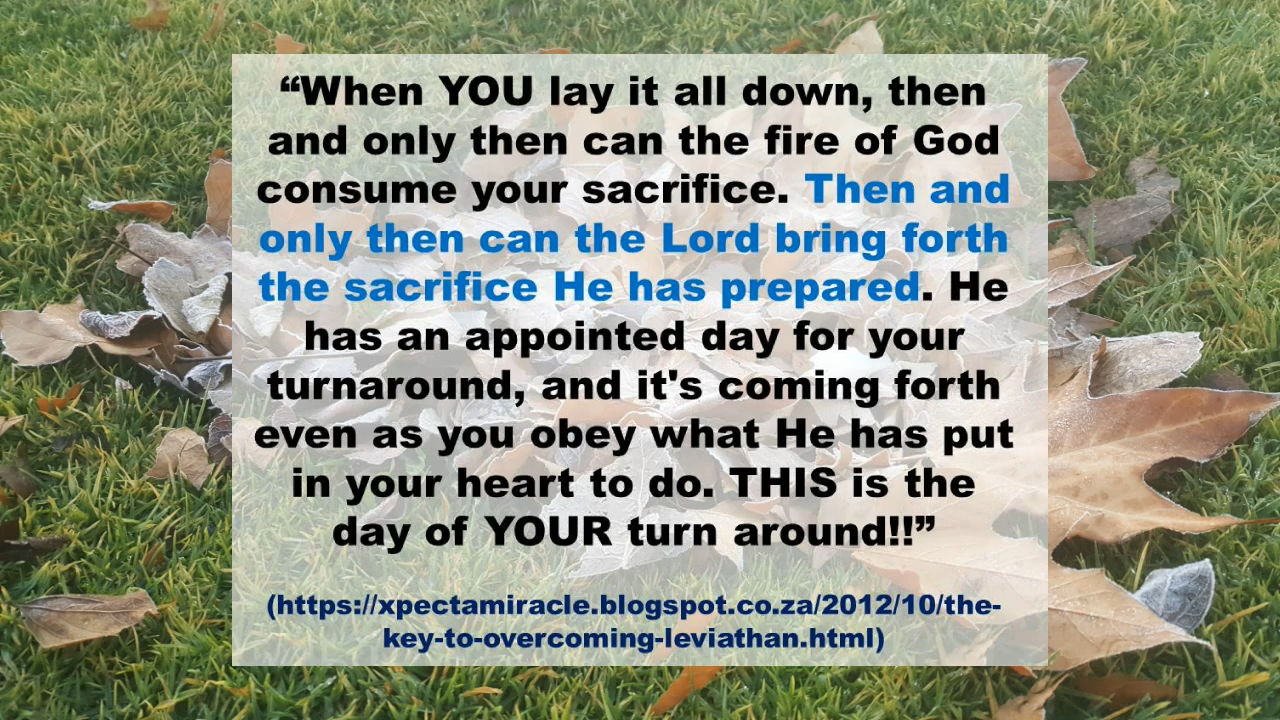 “When YOU lay it all down, then
and only then can the fire of God
consume your sacrifice. Then and
only then can the Lord bring forth
the sacrifice He has prepared. He
has an appointed day for your
turnaround, and it's coming forth
even as you obey what He has put
in your heart to do. THIS is the
day of YOUR turn around!!”
(https://xpectamiracle.blogspot.co.za/2012/10/the-
key-to-overcoming-leviathan.html)